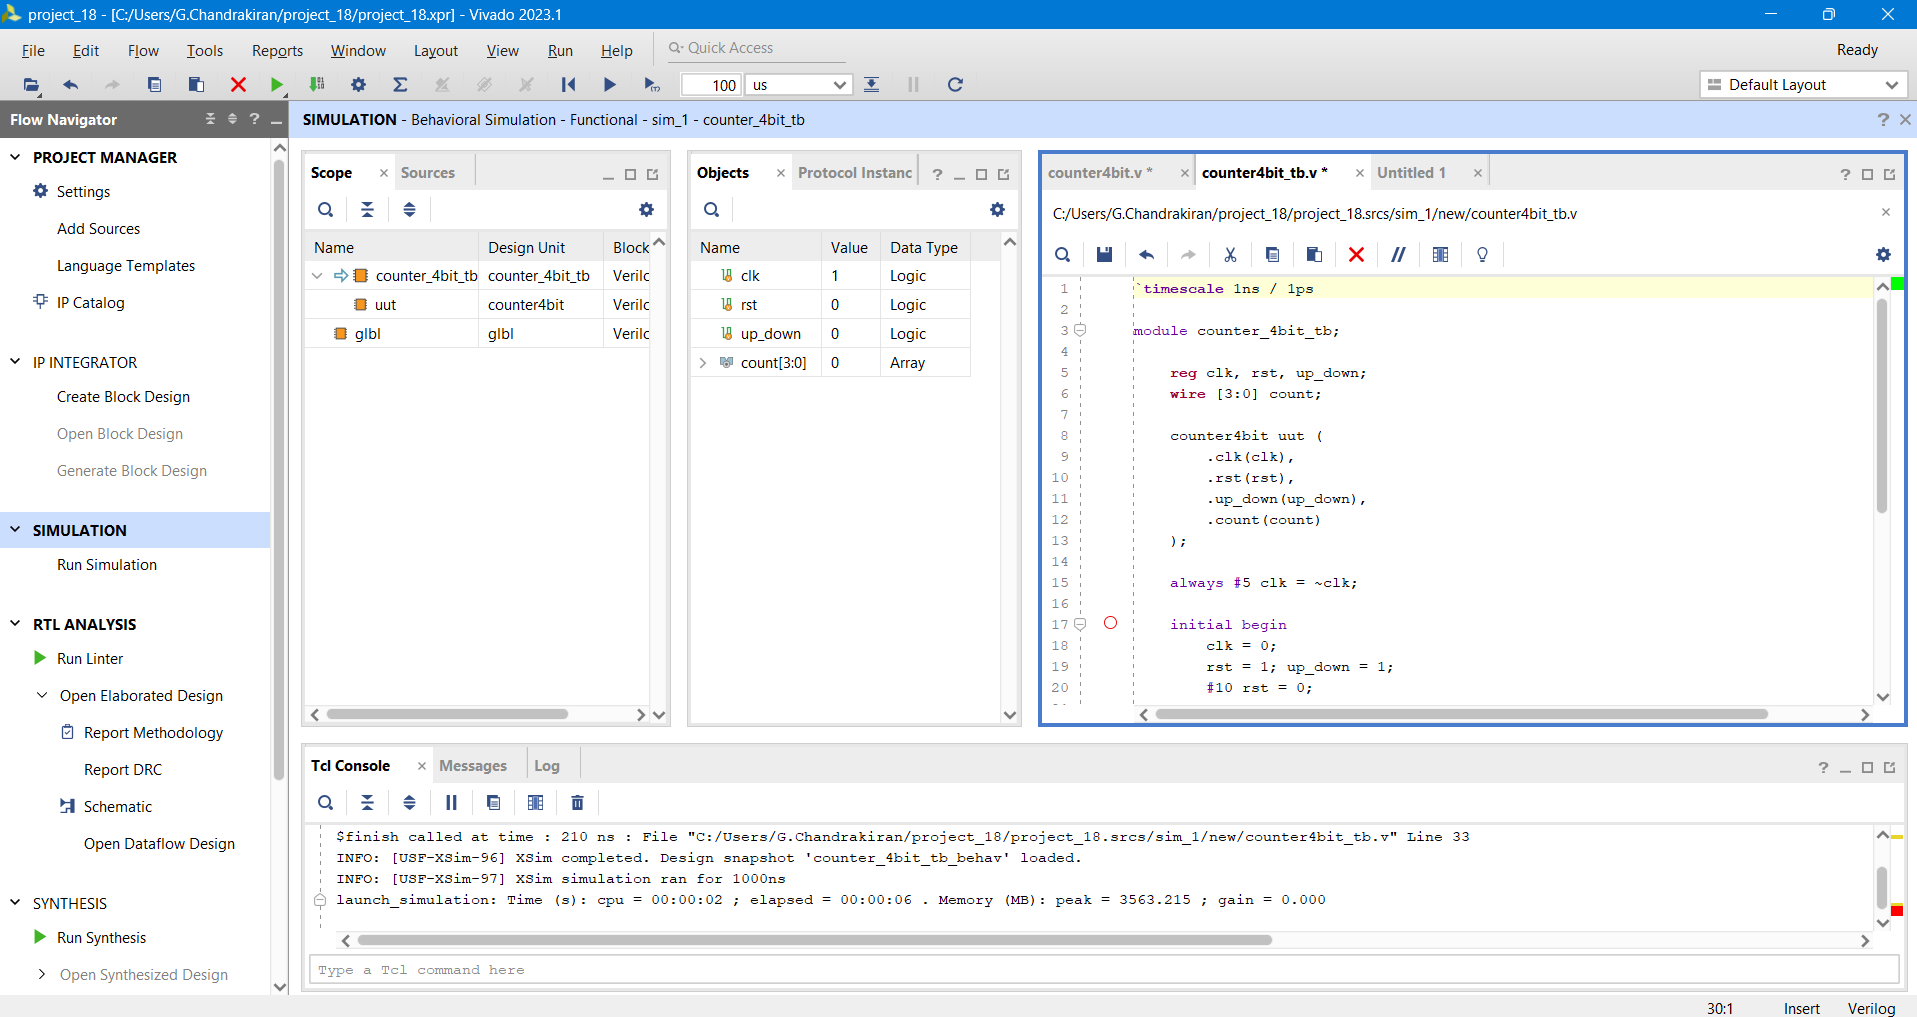 project_18 - [C:/Users/G.Chandrakiran/project_18/project_18.xpr] - Vivado 2023.1
File Edit Flow Tools Reports Window Layout View Run Help Quick Access Ready
100 us Default Layout
Flow Navigator
SIMULATION - Behavioral Simulation - Functional - sim_1 - counter_4bit_tb
PROJECT MANAGER
Settings
Add Sources
Language Templates
IP Catalog
IP INTEGRATOR
Create Block Design
Open Block Design
Generate Block Design
SIMULATION
Run Simulation
RTL ANALYSIS
Run Linter
Open Elaborated Design
Report Methodology
Report DRC
Schematic
Open Dataflow Design
SYNTHESIS
Run Synthesis
Open Synthesized Design
Scope Sources
Name Design Unit Block
counter_4bit_tb counter_4bit_tb Verilo
uut counter4bit Verilo
glbl glbl Verilo
Objects Protocol Instanc
Name Value Data Type
clk 1 Logic
rst 0 Logic
up_down 0 Logic
count[3:0] 0 Array
counter4bit.v * counter4bit_tb.v * Untitled 1
C:/Users/G.Chandrakiran/project_18/project_18.srcs/sim_1/new/counter4bit_tb.v
1 `timescale 1ns / 1ps
2
3 module counter_4bit_tb;
4
5 reg clk, rst, up_down;
6 wire [3:0] count;
7
8 counter4bit uut (
9 .clk(clk),
10 .rst(rst),
11 .up_down(up_down),
12 .count(count)
13 );
14
15 always #5 clk = ~clk;
16
17 initial begin
18 clk = 0;
19 rst = 1; up_down = 1;
20 #10 rst = 0;
Tcl Console Messages Log
$finish called at time : 210 ns : File "C:/Users/G.Chandrakiran/project_18/project_18.srcs/sim_1/new/counter4bit_tb.v" Line 33
INFO: [USF-XSim-96] XSim completed. Design snapshot 'counter_4bit_tb_behav' loaded.
INFO: [USF-XSim-97] XSim simulation ran for 1000ns
launch_simulation: Time (s): cpu = 00:00:02 ; elapsed = 00:00:06 . Memory (MB): peak = 3563.215 ; gain = 0.000
Type a Tcl command here
30:1 Insert Verilog